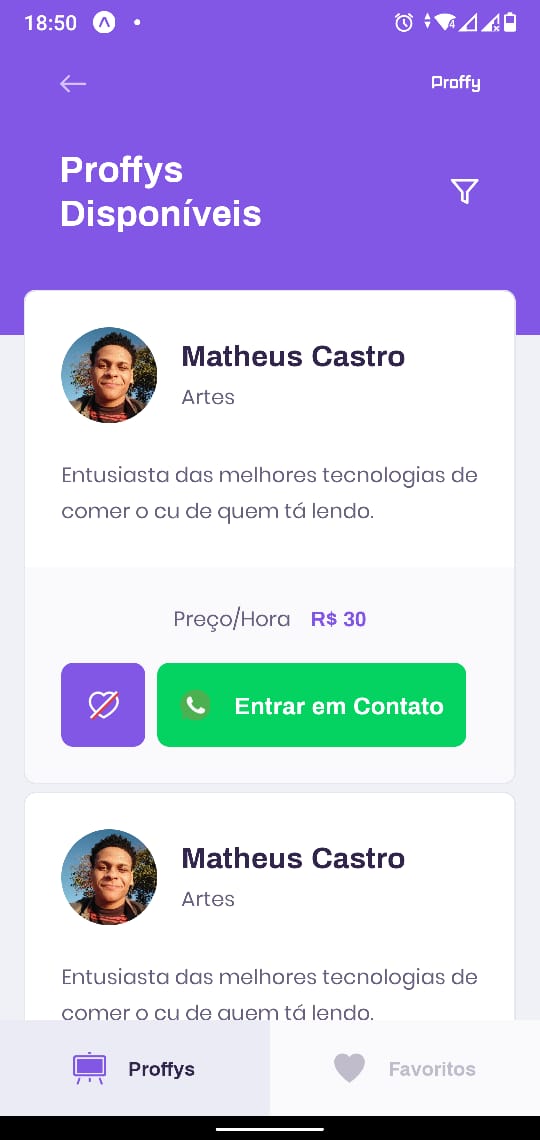 18:50
Proffy
Proffys
Disponíveis
Matheus Castro
Artes
Entusiasta das melhores tecnologias de
comer o cu de quem tá lendo.
Preço/Hora R$ 30
Entrar em Contato
Matheus Castro
Artes
Entusiasta das melhores tecnologias de
comer o cu de quem tá lendo.
Proffys
Favoritos